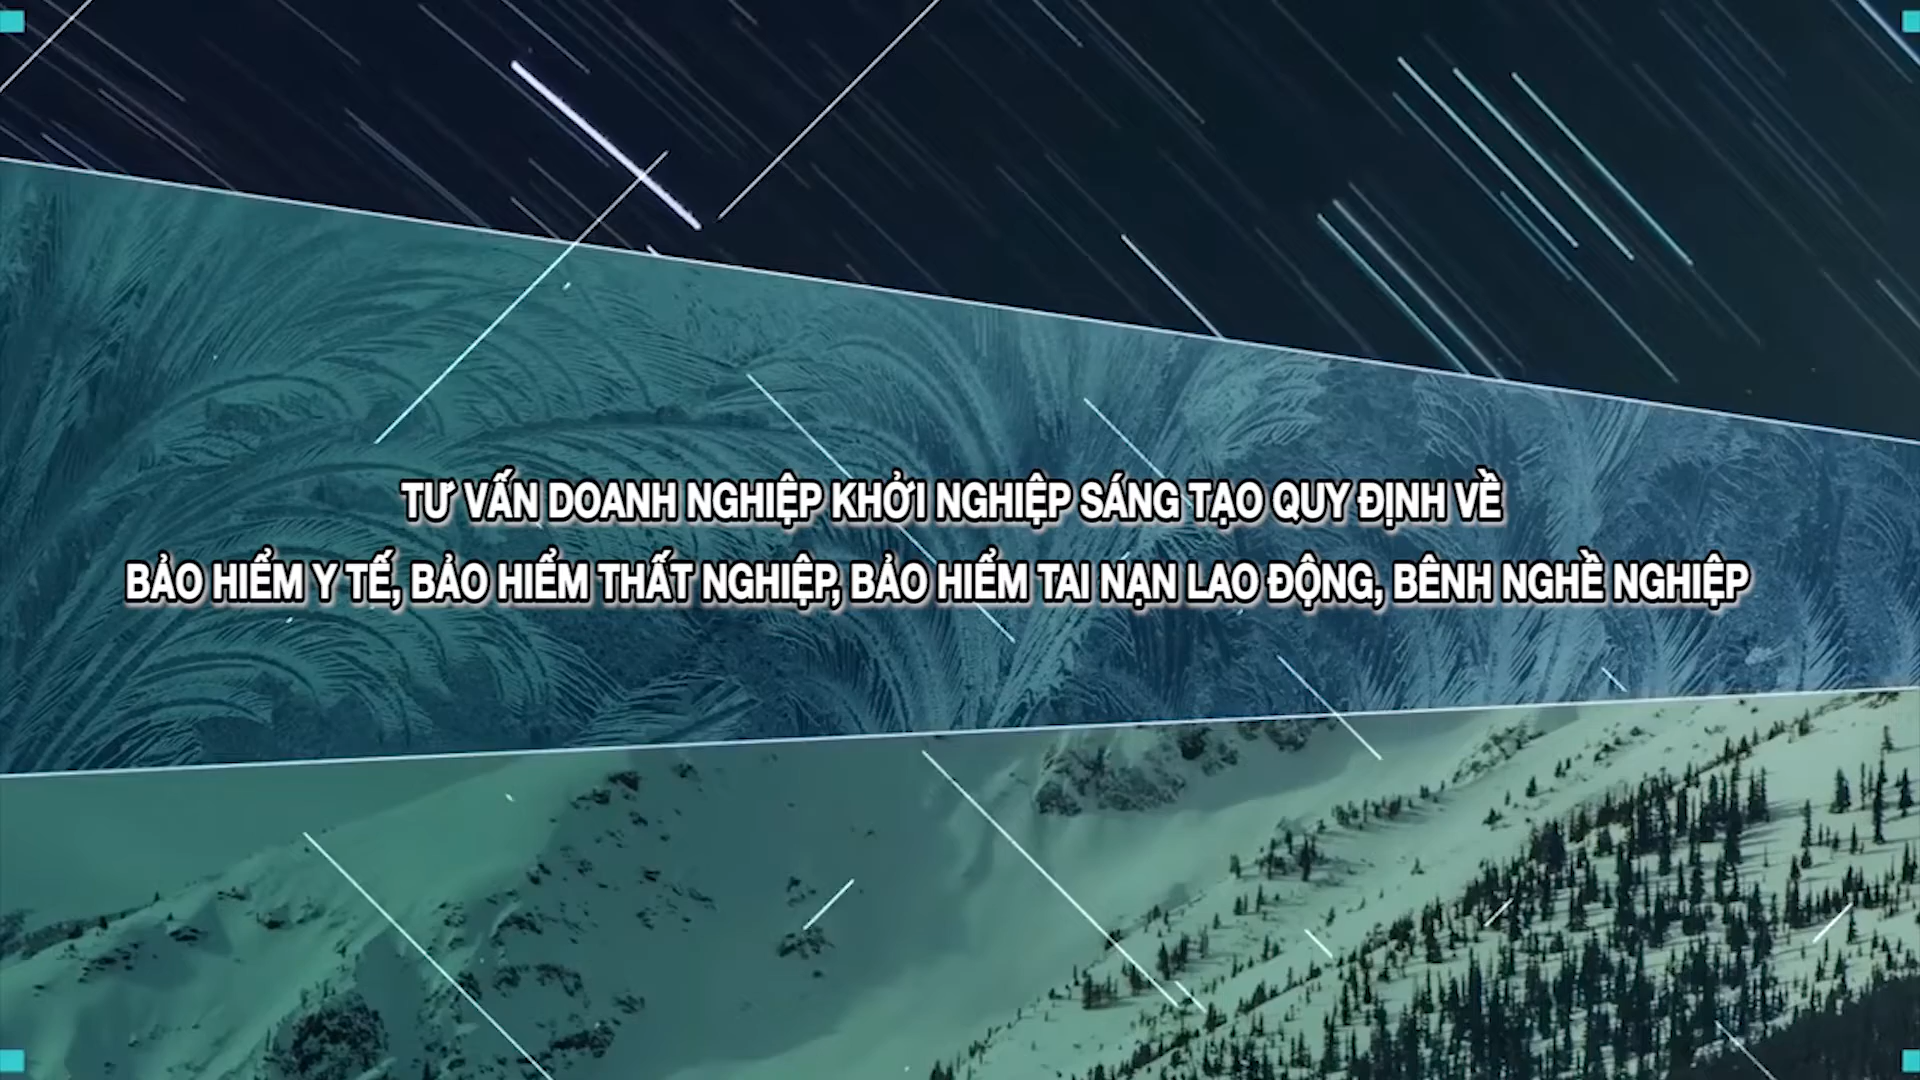 TƯ VẤN DOANH NGHIỆP KHỞI NGHIỆP SÁNG TẠO QUY ĐỊNH VỀ
BẢO HIỂM Y TẾ, BẢO HIỂM THẤT NGHIỆP, BẢO HIỂM TAI NẠN LAO ĐỘNG, BÊNH NGHỀ NGHIỆP